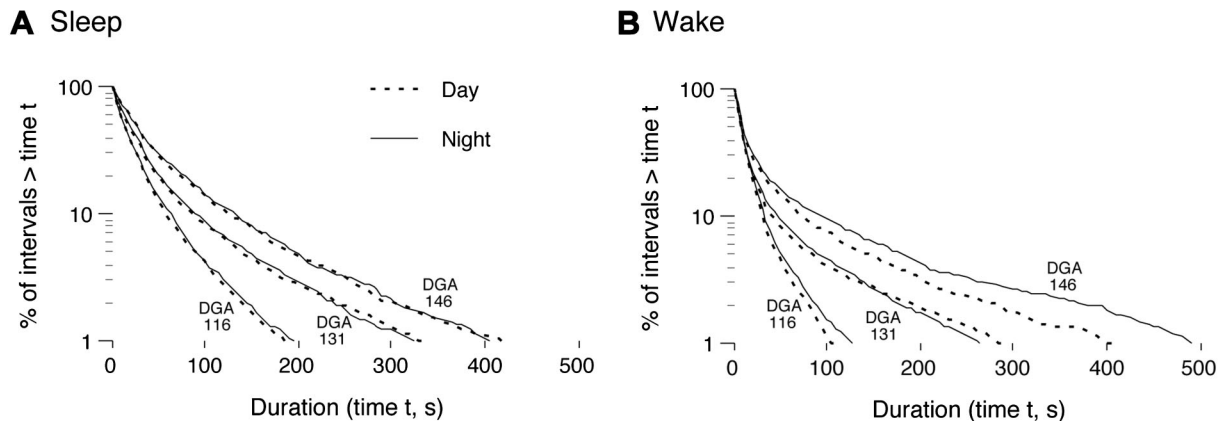 A Sleep
% of intervals > time t
100
10
1
Day
Night
DGA
116
DGA
131
DGA
146
0 100 200 300 400 500
Duration (time t, s)
B Wake
% of intervals > time t
100
10
1
DGA
116
DGA
131
DGA
146
0 100 200 300 400 500
Duration (time t, s)